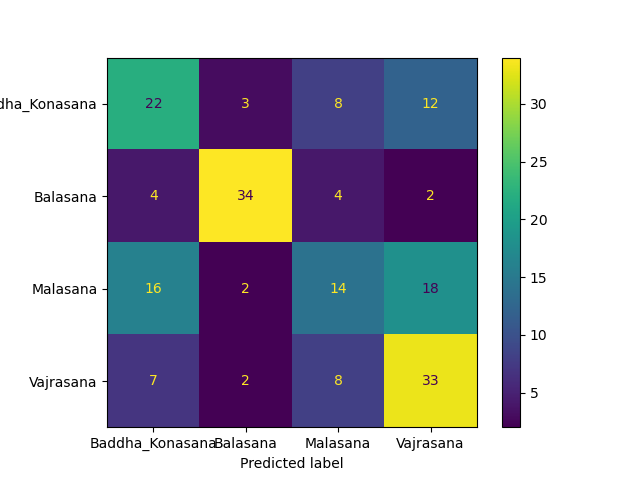 dha_Konasana 22 3 8 12
Balasana 4 34 4 2
Malasana 16 2 14 18
Vajrasana 7 2 8 33
Baddha_Konasana Balasana Malasana Vajrasana
Predicted label
30
25
20
15
10
5